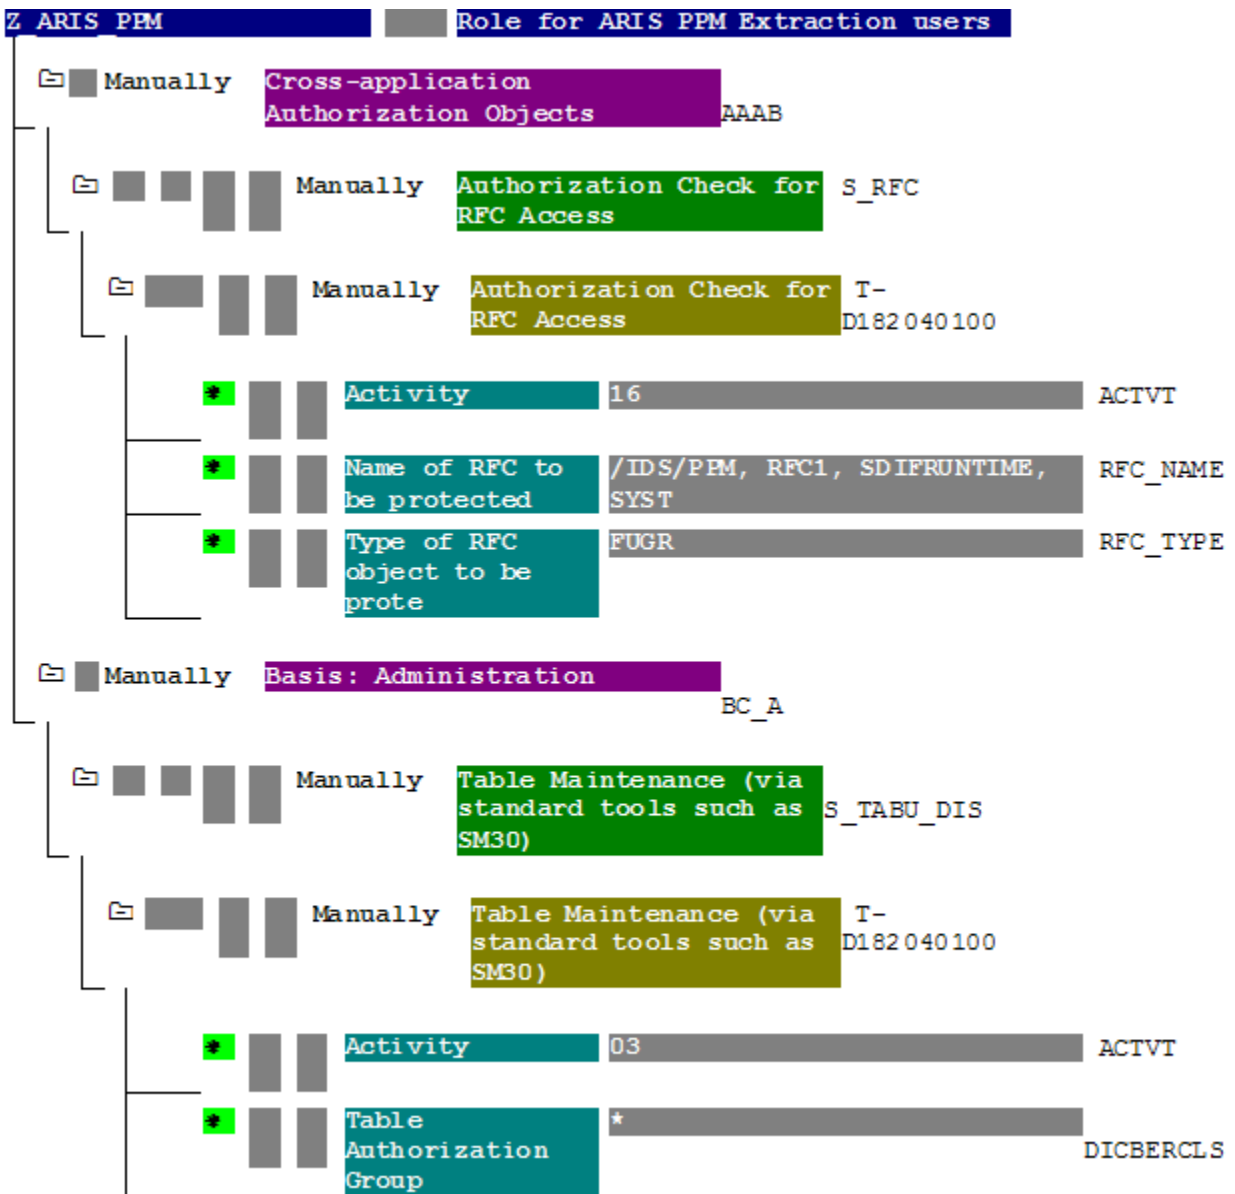 Z_ARIS_PPM Role for ARIS PPM Extraction users
Manually Cross-application
Authorization Objects AAAB
Manually Authorization Check for S_RFC
RFC Access
Manually Authorization Check for T-
RFC Access D182040100
* Activity 16 ACTVT
* Name of RFC to /IDS/PPM, RFC1, SDIFRUNTIME, RFC_NAME
be protected SYST
* Type of RFC FUGR RFC_TYPE
object to be
prote
Manually Basis: Administration
BC_A
Manually Table Maintenance (via
standard tools such as S_TABU_DIS
SM30)
Manually Table Maintenance (via T-
standard tools such as D182040100
SM30)
* Activity 03 ACTVT
* Table *
Authorization DICBERCLS
Group